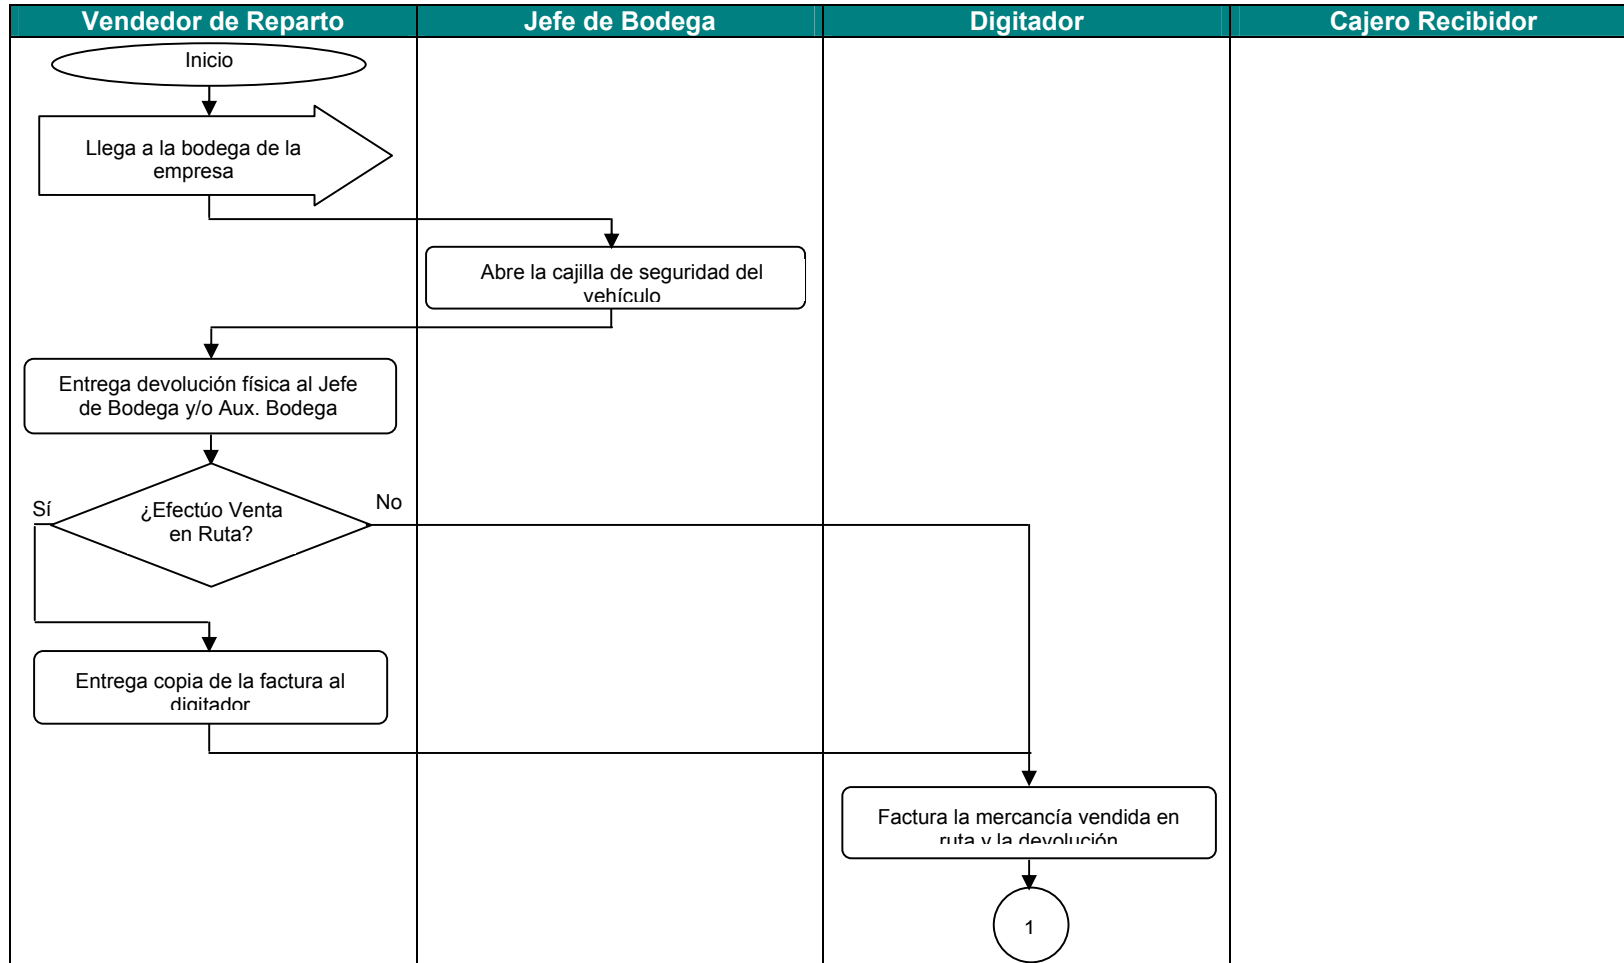 Vendedor de Reparto
Jefe de Bodega
Digitador
Cajero Recibidor
Inicio
Llega a la bodega de la
empresa
Abre la cajilla de seguridad del
vehículo
Entrega devolución física al Jefe
de Bodega y/o Aux. Bodega
¿Efectúo Venta
en Ruta?
Sí
No
Entrega copia de la factura al
digitador
Factura la mercancía vendida en
ruta y la devolución
1